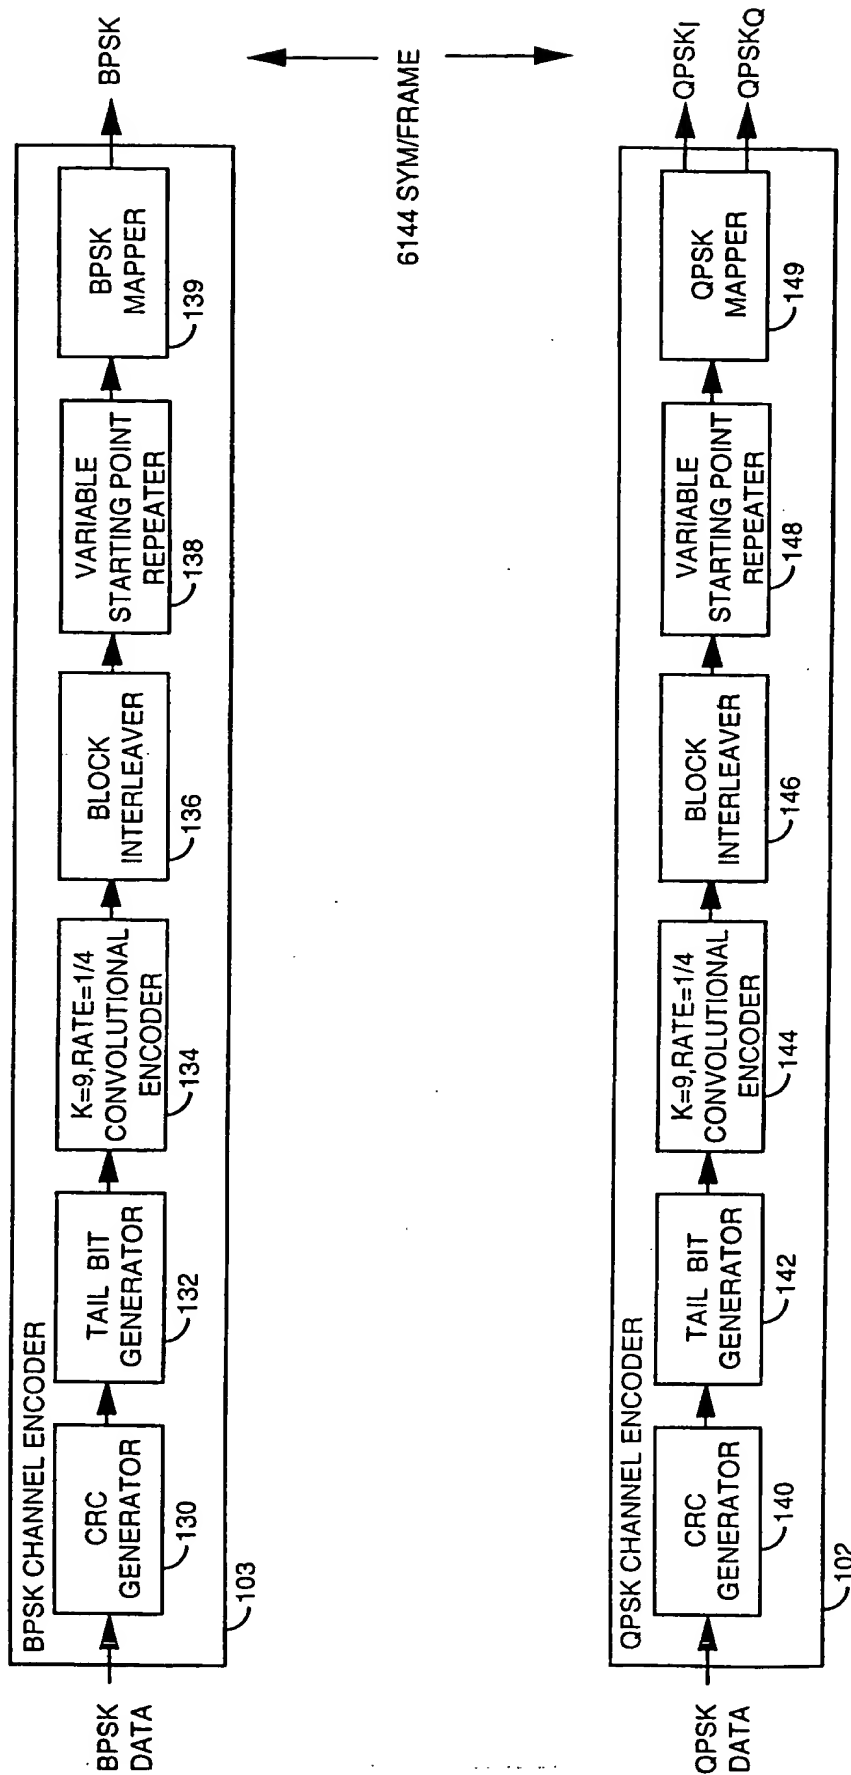 BPSK CHANNEL ENCODER
BPSK
DATA
CRC
GENERATOR
130
TAIL BIT
GENERATOR
132
K=9,RATE=1/4
CONVOLUTIONAL
ENCODER
134
BLOCK
INTERLEAVER
136
VARIABLE
STARTING POINT
REPEATER
138
BPSK
MAPPER
139
BPSK
103
6144 SYM/FRAME
QPSK CHANNEL ENCODER
QPSK
DATA
CRC
GENERATOR
140
TAIL BIT
GENERATOR
142
K=9,RATE=1/4
CONVOLUTIONAL
ENCODER
144
BLOCK
INTERLEAVER
146
VARIABLE
STARTING POINT
REPEATER
148
QPSK
MAPPER
149
QPSKI
QPSKQ
102